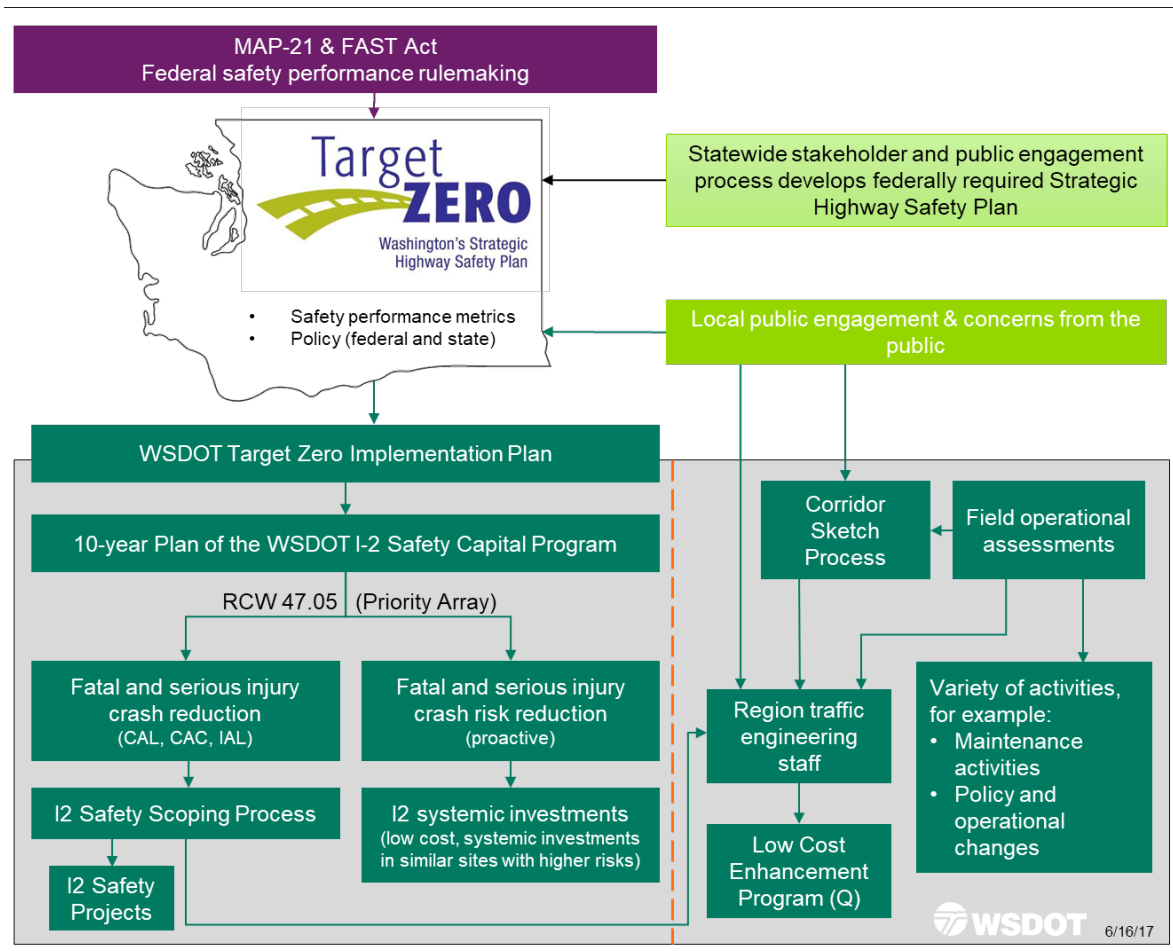 MAP-21 & FAST Act
Federal safety performance rulemaking
Target
ZERO
Washington's Strategic
Highway Safety Plan
• Safety performance metrics
• Policy (federal and state)
Statewide stakeholder and public engagement
process develops federally required Strategic
Highway Safety Plan
Local public engagement & concerns from the
public
WSDOT Target Zero Implementation Plan
10-year Plan of the WSDOT I-2 Safety Capital Program
RCW 47.05 (Priority Array)
Fatal and serious injury
crash reduction
(CAL, CAC, IAL)
Fatal and serious injury
crash risk reduction
(proactive)
I2 Safety Scoping Process
I2 systemic investments
(low cost, systemic investments
in similar sites with higher risks)
I2 Safety
Projects
Corridor
Sketch
Process
Field operational
assessments
Region traffic
engineering
staff
Variety of activities,
for example:
• Maintenance
activities
• Policy and
operational
changes
Low Cost
Enhancement
Program (Q)
WSDOT
6/16/17